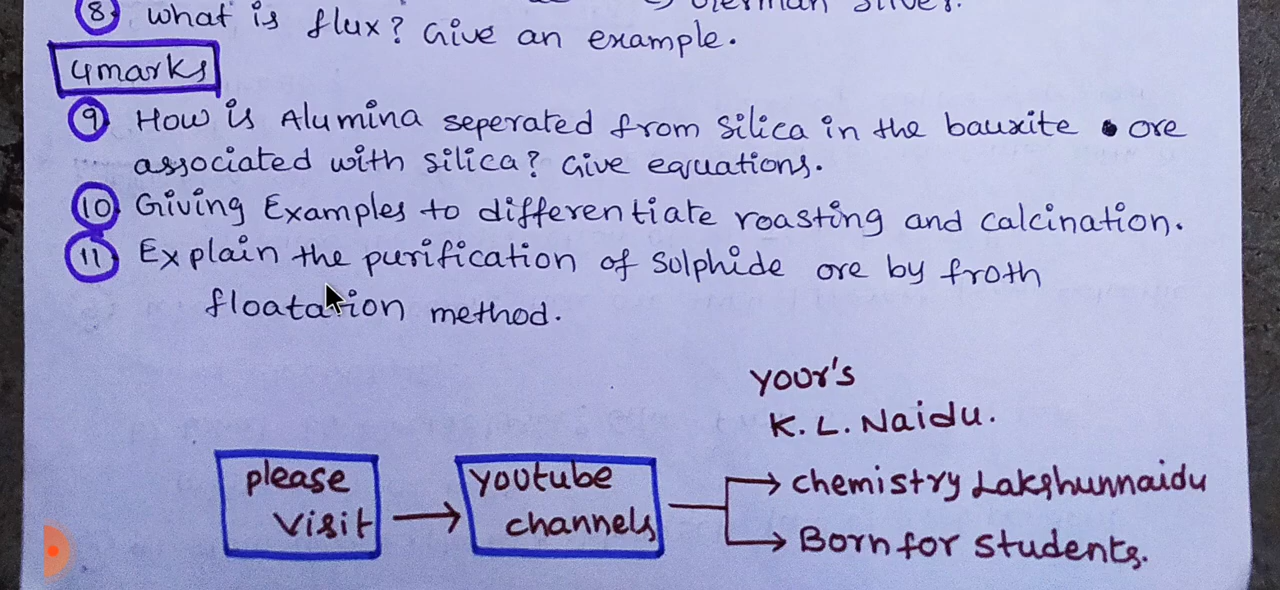 8. What is flux? Give an example.
4marks
9 How is Alumina seperated from silica in the bauxite ore
associated with silica? Give equations.
10 Giving Examples to differentiate roasting and calcination.
11 Explain the purification of sulphide ore by froth
floatation method.
your's
K. L. Naidu.
please
visit
youtube
channels
chemistry Lakshunnaidu
Born for students.